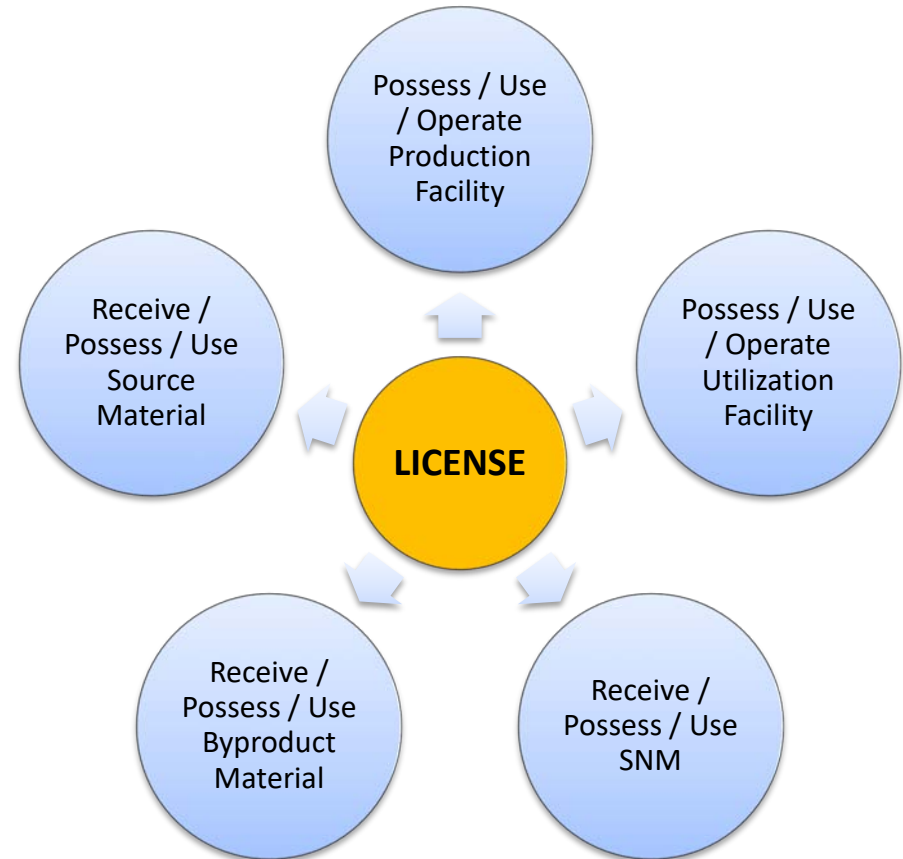 Possess / Use
/ Operate
Production
Facility
Receive /
Possess / Use
Source
Material
Possess / Use
/ Operate
Utilization
Facility
LICENSE
Receive /
Possess / Use
Byproduct
Material
Receive /
Possess / Use
SNM